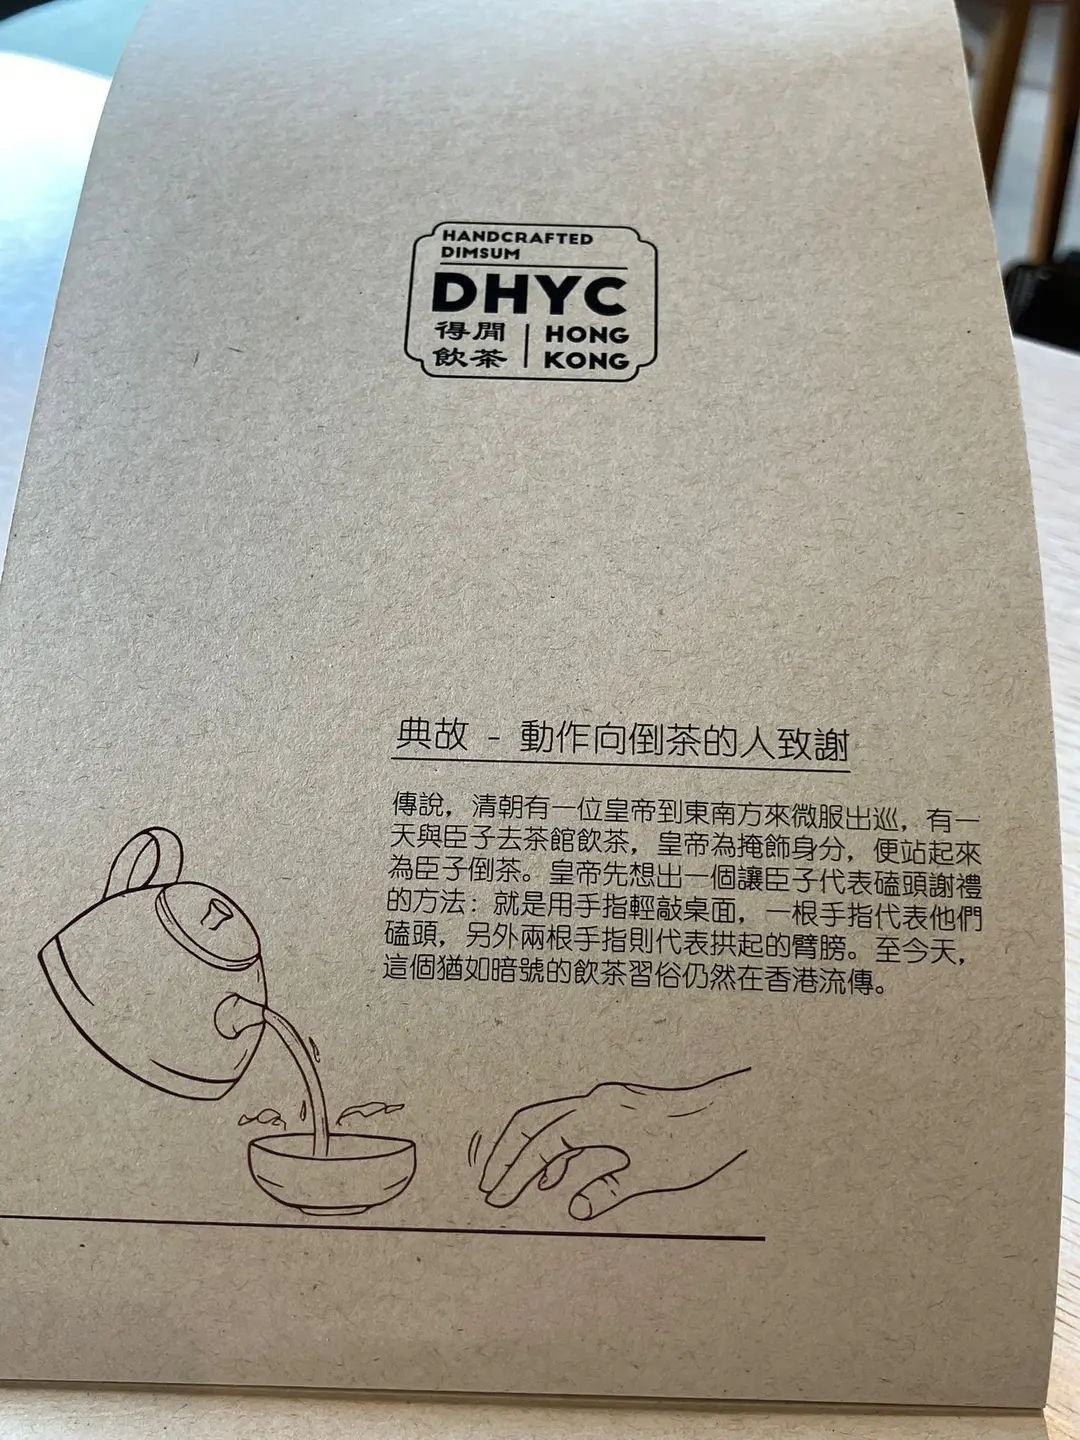 HANDCRAFTED
DIMSUM
DHYC
得閒
飲茶
HONG
KONG
典故 - 動作向倒茶的人致謝
傳說，清朝有一位皇帝到東南方來微服出巡，有一
天與臣子去茶館飲茶，皇帝為掩飾身分，便站起來
為臣子倒茶。皇帝先想出一個讓臣子代表磕頭謝禮
的方法：就是用手指輕敲桌面，一根手指代表他們
磕頭，另外兩根手指則代表拱起的臂膀。至今天，
這個猶如暗號的飲茶習俗仍然在香港流傳。